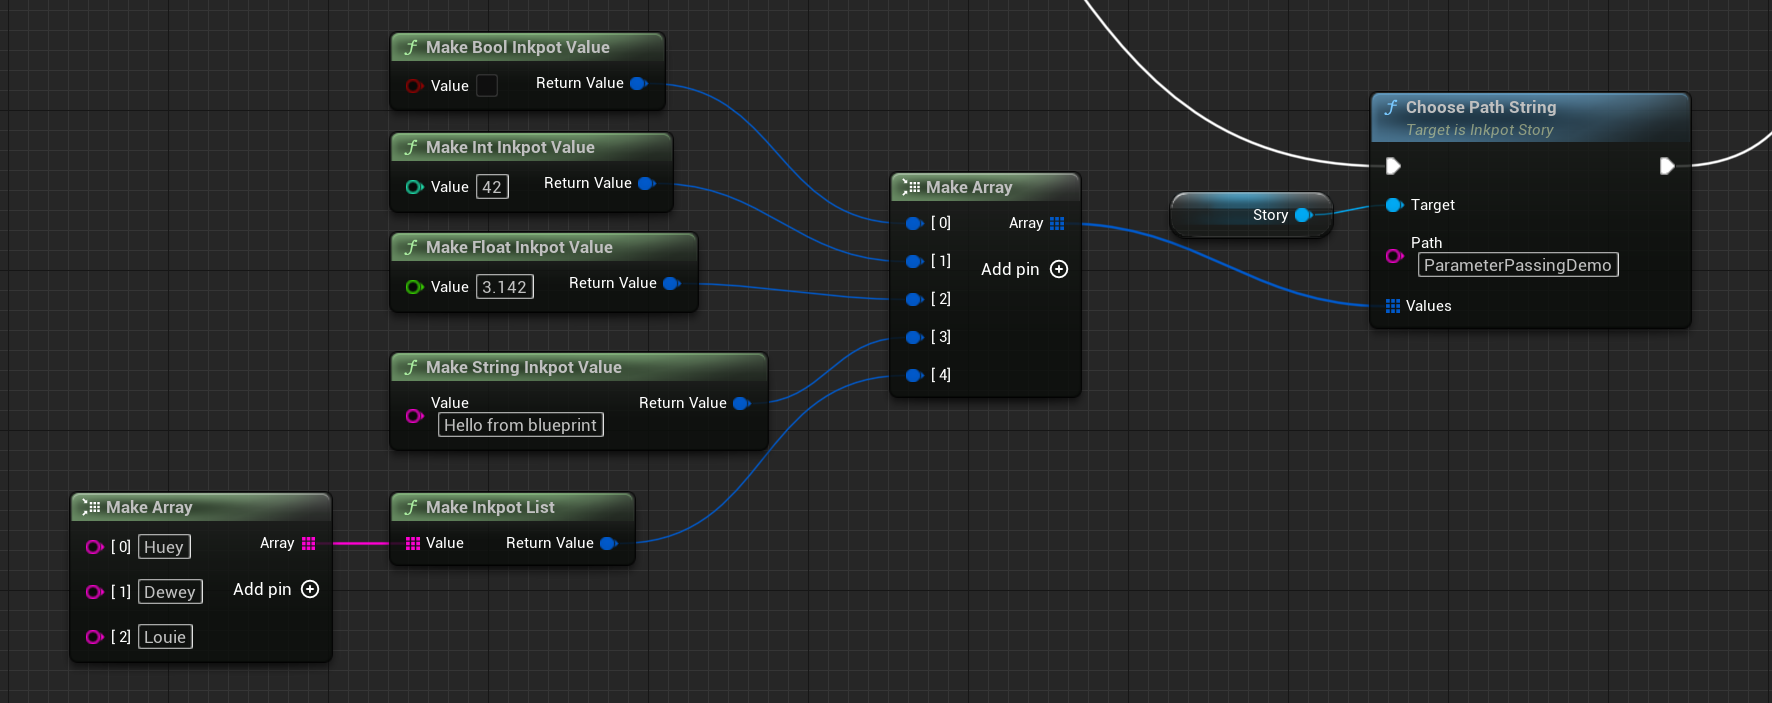 Make Bool Inkpot Value
Value
Return Value
Make Int Inkpot Value
Value 42
Return Value
Make Float Inkpot Value
Value 3.142
Return Value
Make String Inkpot Value
Value
Hello from blueprint
Return Value
Make Array
[ 0] Huey
Array
[ 1] Dewey
Add pin
[ 2] Louie
Make Inkpot List
Value
Return Value
Make Array
[ 0]
Array
[ 1]
Add pin
[ 2]
[ 3]
[ 4]
Story
Choose Path String
Target is Inkpot Story
Target
Path
ParameterPassingDemo
Values